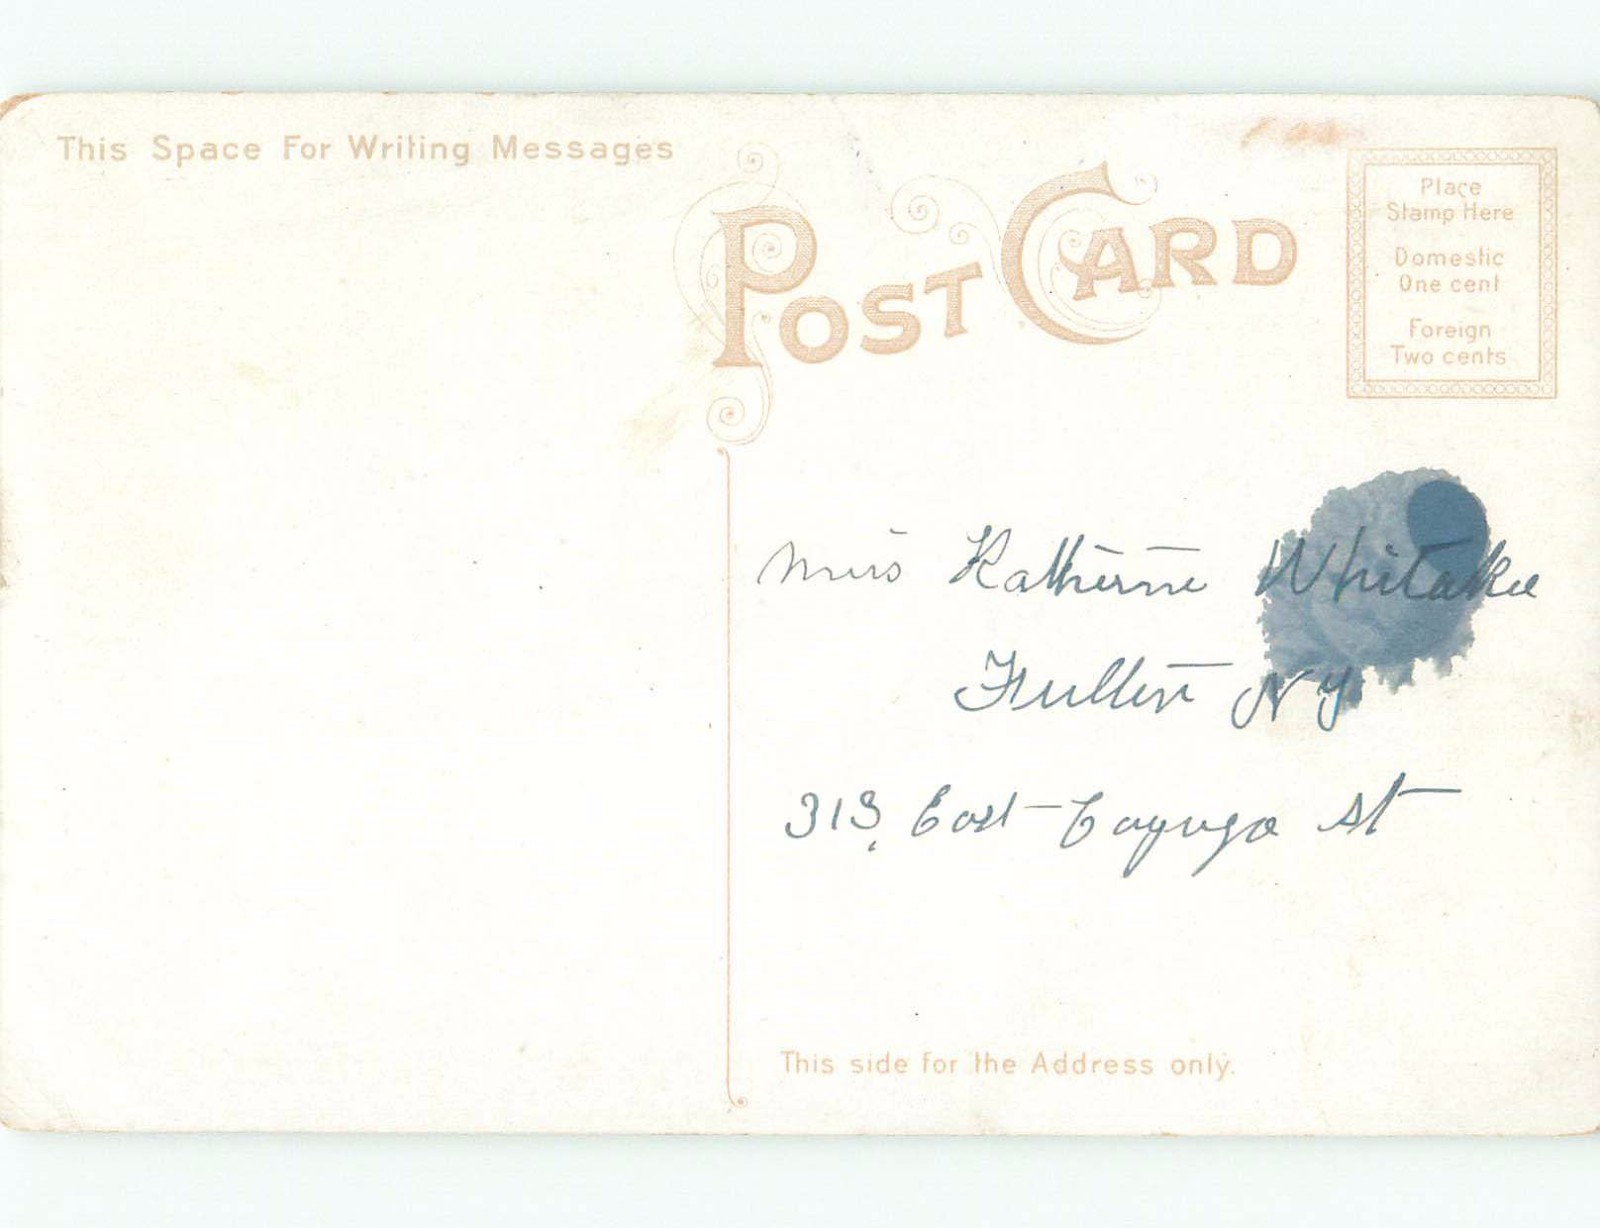 This Space For Writing Messages
POST CARD
Place
Stamp Here
Domestic
One cent
Foreign
Two cents
Miss Katherine Whitaker
Fulton N Y
313 East Cayuga St
This side for the Address only.